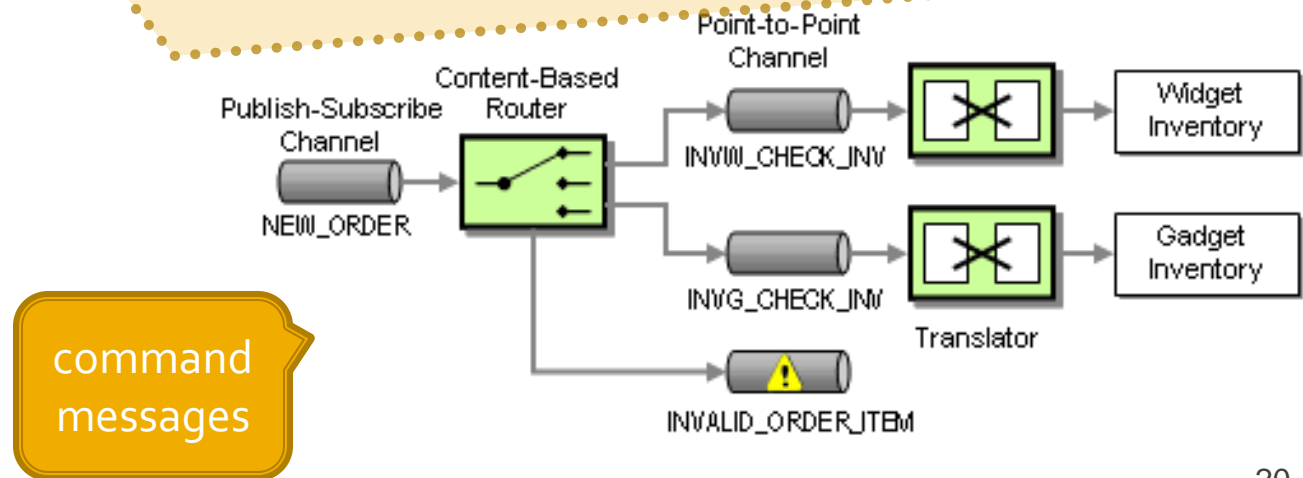 Point-to-Point
Channel
Content-Based
Router
Publish-Subscribe
Channel
NEW_ORDER
INVW_CHECK_INV
Widget
Inventory
INVG_CHECK_INV
Gadget
Inventory
Translator
INVALID_ORDER_ITEM
command
messages